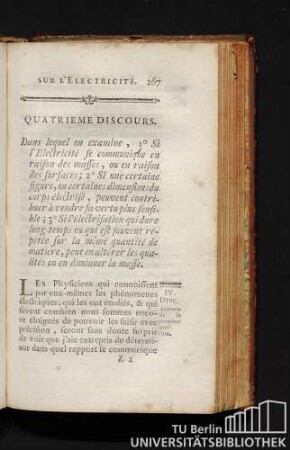 SUR L'ELECTRICITÉ. 267
QUATRIEME DISCOURS.
Dans lequel on examine, 1° Si
l'Electricité se communique en
raison des masses, ou en raison
des surfaces; 2° Si une certaine
figure, ou certaines dimensions du
corps électrisé, peuvent contri-
buer à rendre sa vertu plus sensi-
ble; 3° Si l'électrisation qui dure
long-temps ou qui est souvent ré-
pétée sur la même quantité de
matiere, peut en altérer les qua-
lités ou en diminuer la masse.
LES Physiciens qui connoissent
par eux-mêmes les phénomenes
électriques, qui les ont étudiés, & qui
savent combien nous sommes enco-
re éloignés de pouvoir les saisir avec
précision, seront sans doute surpris
de voir que j'aie entrepris de détermi-
ner dans quel rapport se communique
IV.
DISC.
Z 2
TU Berlin
UNIVERSITÄTSBIBLIOTHEK